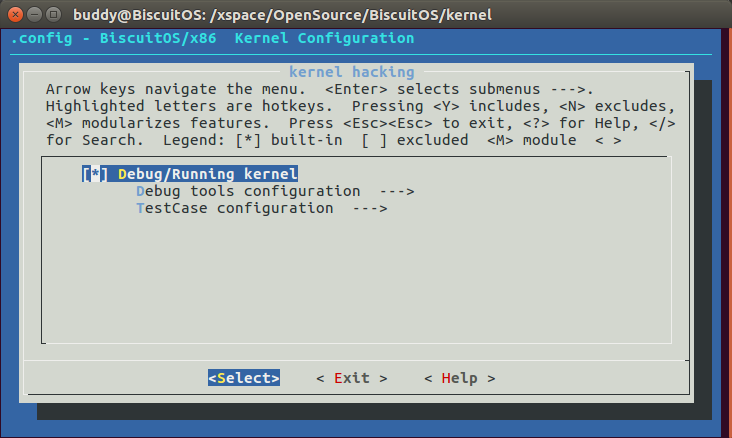 buddy@BiscuitOS: /xspace/OpenSource/BiscuitOS/kernel
.config - BiscuitOS/x86  Kernel Configuration
kernel hacking
Arrow keys navigate the menu.  <Enter> selects submenus --->.
Highlighted letters are hotkeys.  Pressing <Y> includes, <N> excludes,
<M> modularizes features.  Press <Esc><Esc> to exit, <?> for Help, </>
for Search.  Legend: [*] built-in  [ ] excluded  <M> module  < >
[*] Debug/Running kernel
Debug tools configuration  --->
TestCase configuration  --->
<Select>    < Exit >    < Help >